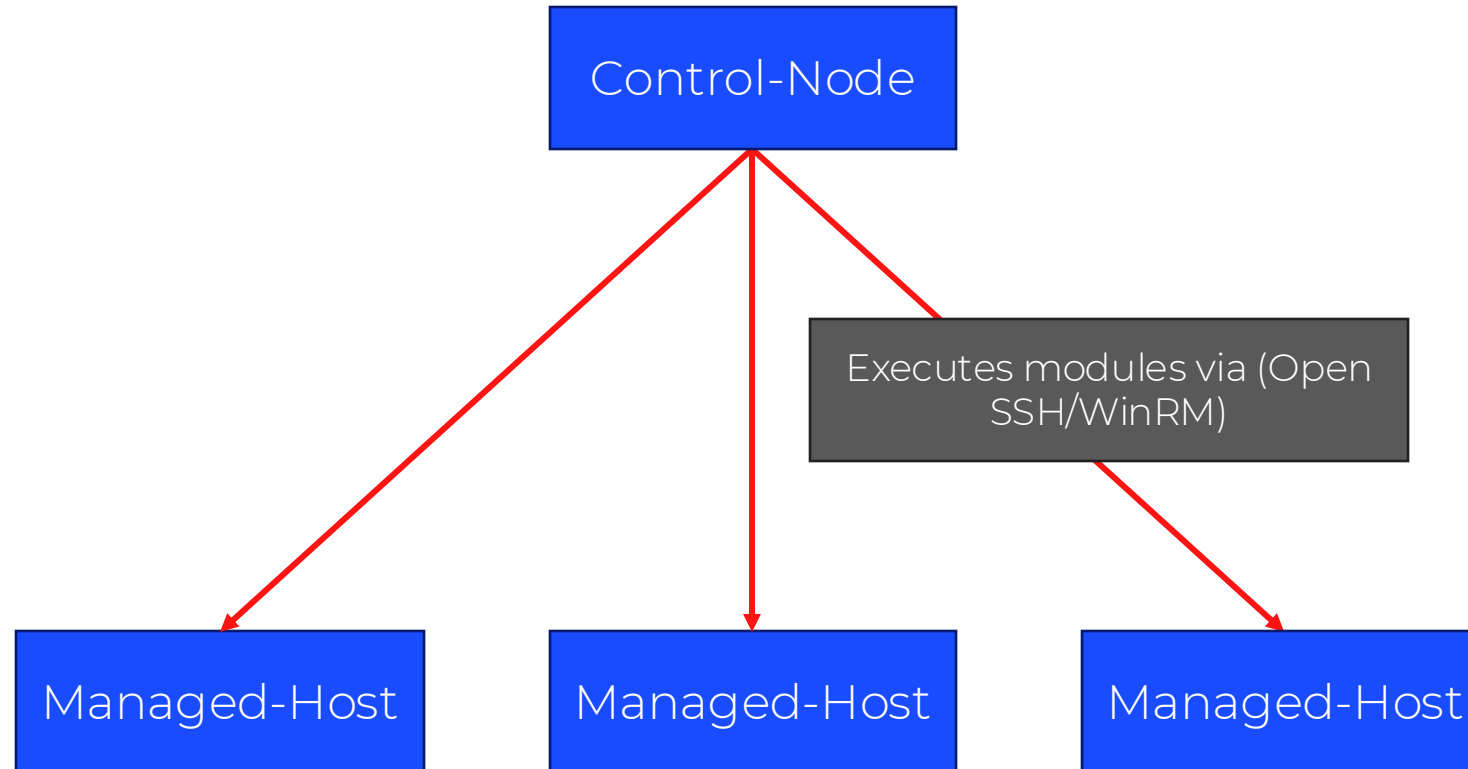 Control-Node
Executes modules via (Open
SSH/WinRM)
Managed-Host
Managed-Host
Managed-Host